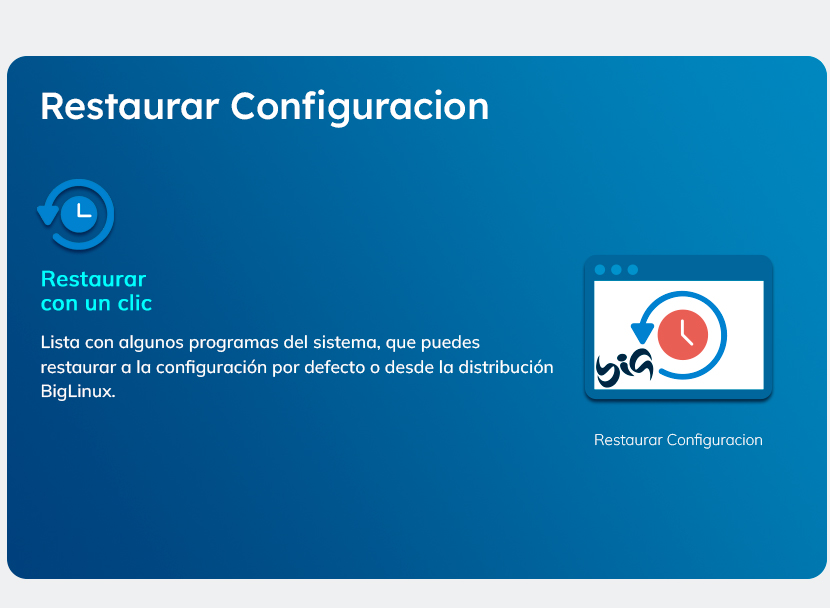 Restaurar Configuracion
Restaurar
con un clic
Lista con algunos programas del sistema, que puedes
restaurar a la configuración por defecto o desde la distribución
BigLinux.
big
Restaurar Configuracion